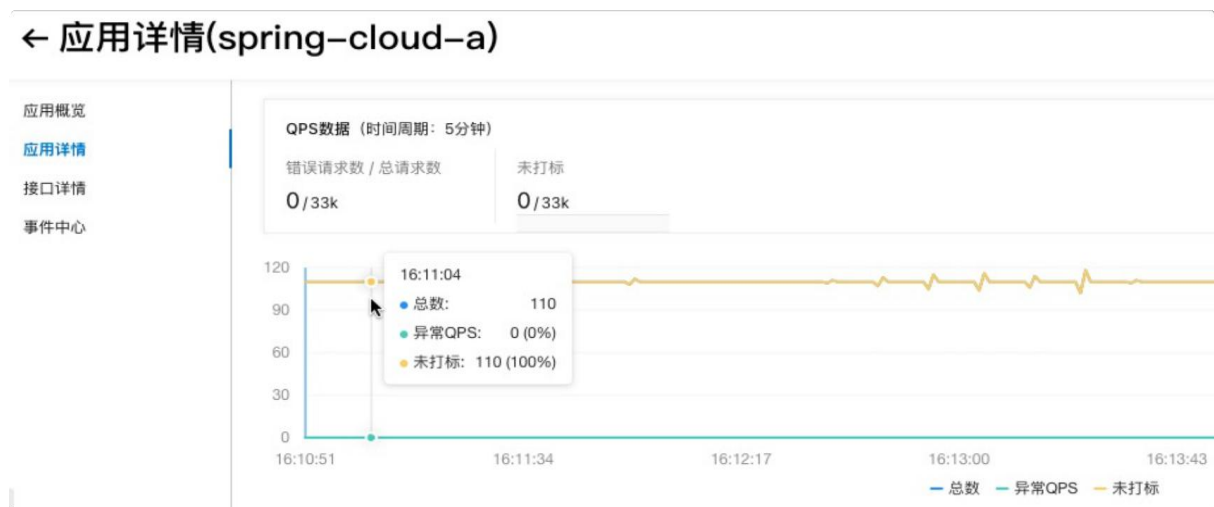 ← 应用详情(spring-cloud-a)
应用概览
应用详情
接口详情
事件中心
QPS数据（时间周期：5分钟）
错误请求数 / 总请求数 未打标
0/33k 0/33k
120
90
60
30
0
16:11:04
总数: 110
异常QPS: 0 (0%)
未打标: 110 (100%)
16:10:51 16:11:34 16:12:17 16:13:00 16:13:43
总数 异常QPS 未打标